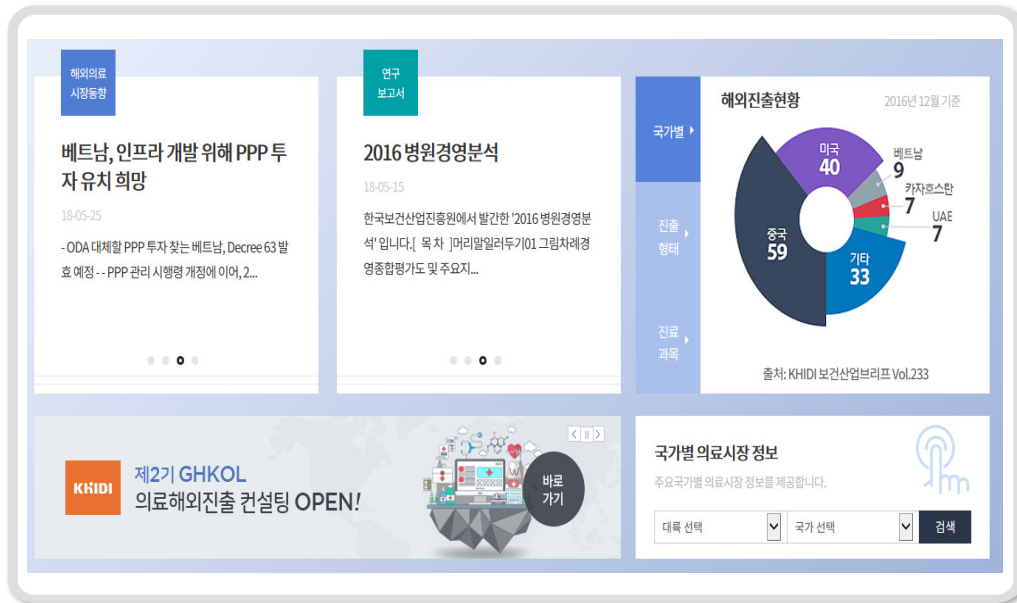 해외의료
시장동향
베트남, 인프라 개발 위해 PPP 투
자 유치 희망
18-05-25
- ODA 대체할 PPP 투자 찾는 베트남, Decree 63 발
효 예정 - - PPP 관리 시행령 개정에 이어, 2...
연구
보고서
2016 병원경영분석
18-05-15
한국보건산업진흥원에서 발간한 '2016 병원경영분
석' 입니다.[ 목 차 ]머리말일러두기01 그림차례경
영종합평가도 및 주요지...
국가별
진출
형태
진료
과목
해외진출현황
2016년 12월 기준
미국
40
베트남
9
카자흐스탄
7
UAE
7
중국
59
기타
33
출처: KHIDI 보건산업브리프 Vol.233
KHIDI
제2기 GHKOL
의료해외진출 컨설팅 OPEN!
바로
가기
국가별 의료시장 정보
주요국가별 의료시장 정보를 제공합니다.
대륙 선택
국가 선택
검색